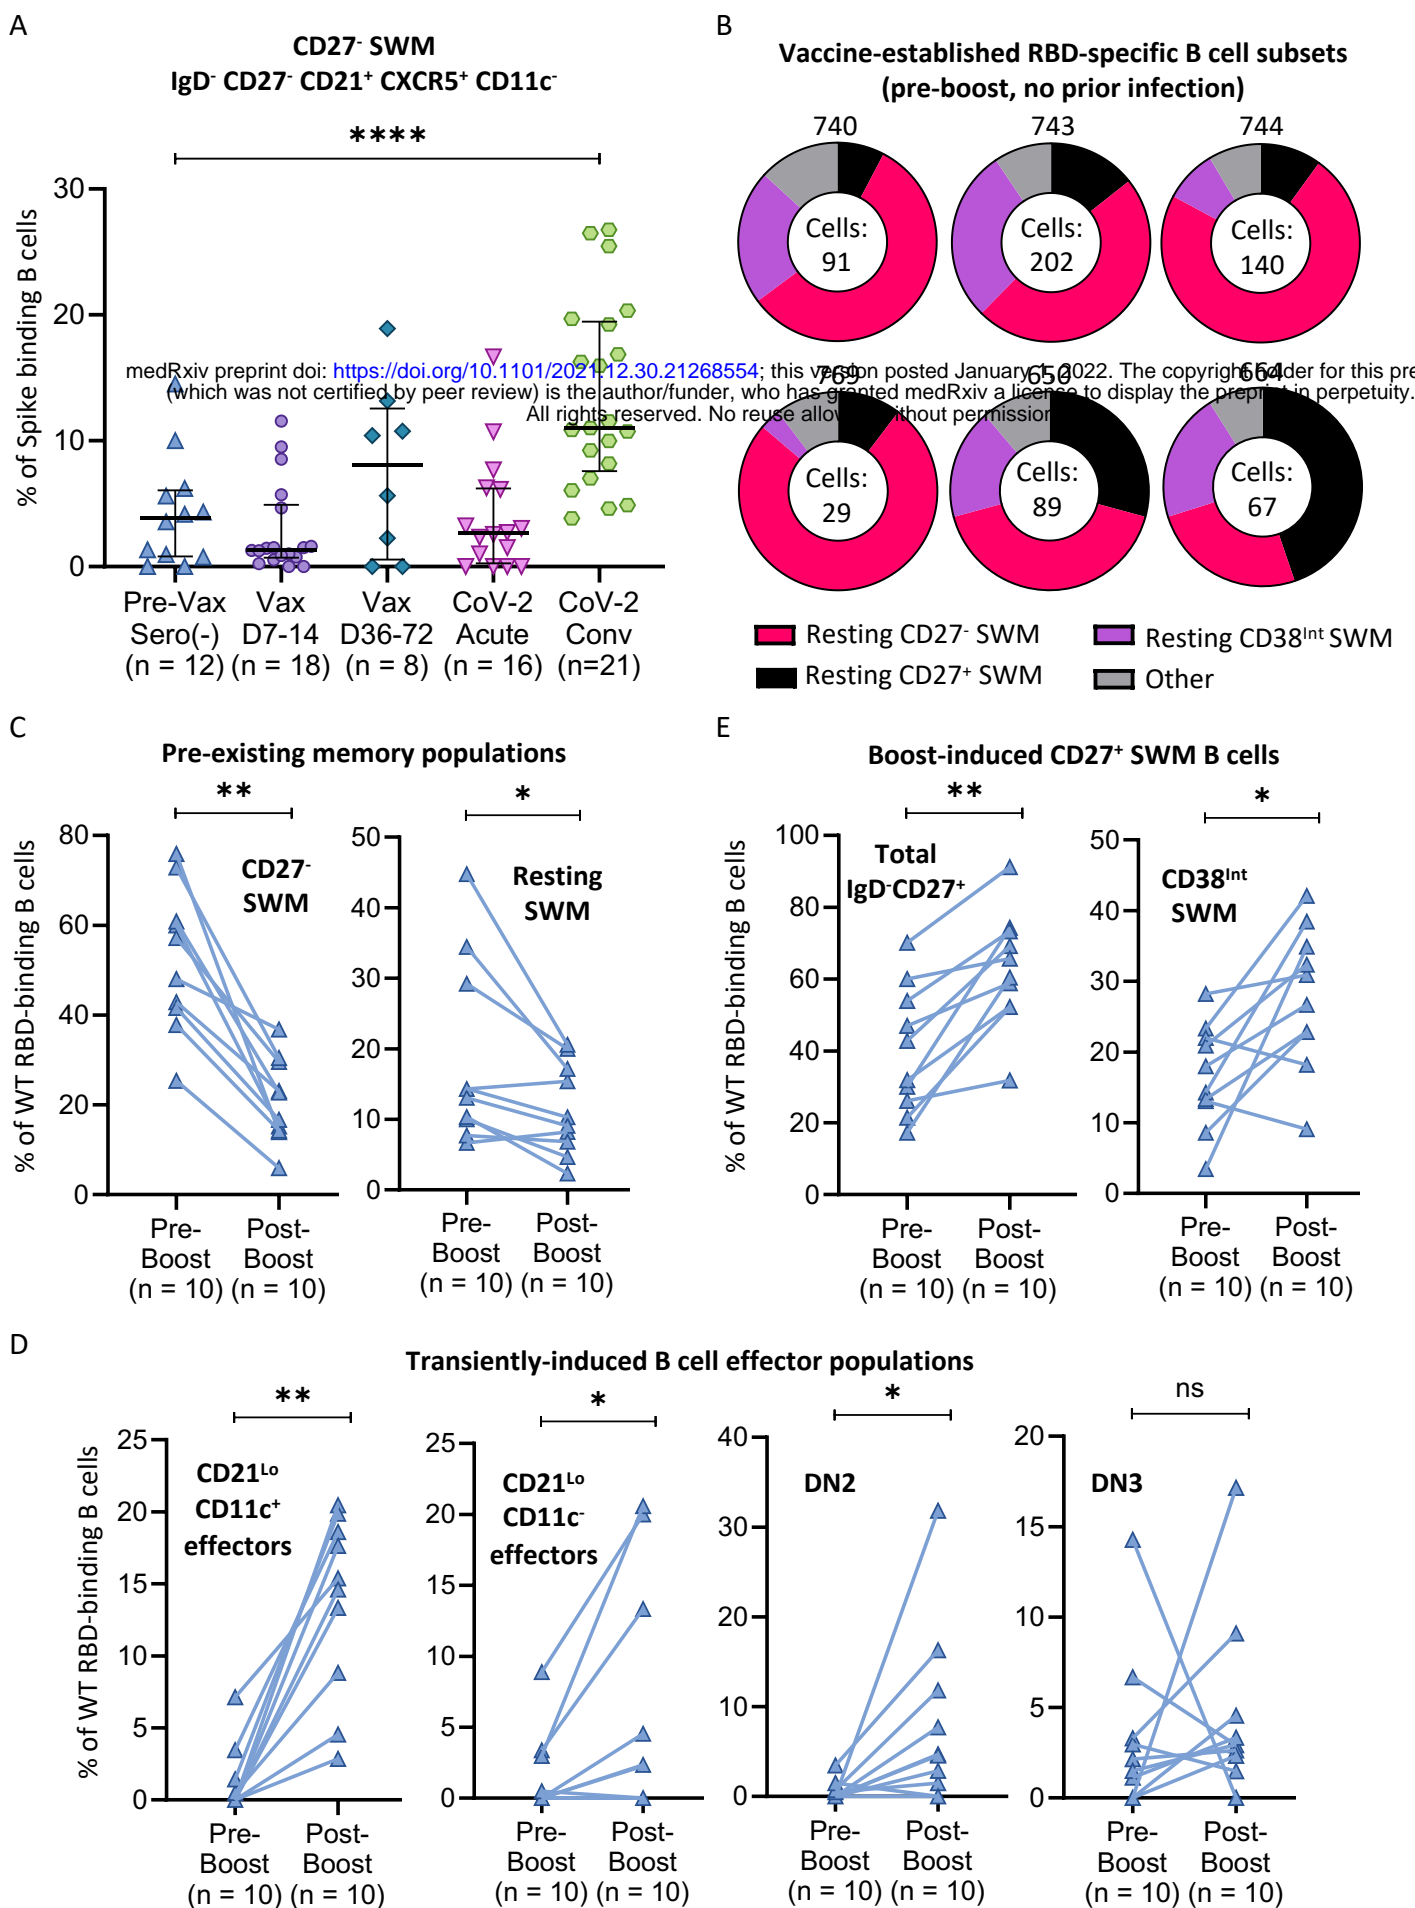 A
CD27⁻ SWM
IgD⁻ CD27⁻ CD21⁺ CXCR5⁺ CD11c⁻
****
% of Spike binding B cells
30
20
10
0
Pre-Vax
Sero(-)
(n = 12)
Vax
D7-14
(n = 18)
Vax
D36-72
(n = 8)
CoV-2
Acute
(n = 16)
CoV-2
Conv
(n=21)
B
Vaccine-established RBD-specific B cell subsets
(pre-boost, no prior infection)
740
Cells:
91
743
Cells:
202
744
Cells:
140
medRxiv preprint doi: https://doi.org/10.1101/2021.12.30.21268554; this version posted January 1, 2022. The copyright holder for this pre
(which was not certified by peer review) is the author/funder, who has granted medRxiv a license to display the preprint in perpetuity.
All rights reserved. No reuse allowed without permission.
769
Cells:
29
650
Cells:
89
664
Cells:
67
Resting CD27⁻ SWM
Resting CD38ᴵⁿᵗ SWM
Resting CD27⁺ SWM
Other
C
Pre-existing memory populations
**
% of WT RBD-binding B cells
80
60
40
20
0
CD27⁻
SWM
Pre-
Boost
(n = 10)
Post-
Boost
(n = 10)
*
50
40
30
20
10
0
Resting
SWM
Pre-
Boost
(n = 10)
Post-
Boost
(n = 10)
E
Boost-induced CD27⁺ SWM B cells
**
% of WT RBD-binding B cells
100
80
60
40
20
0
Total
IgD⁻CD27⁺
Pre-
Boost
(n = 10)
Post-
Boost
(n = 10)
*
50
40
30
20
10
0
CD38ᴵⁿᵗ
SWM
Pre-
Boost
(n = 10)
Post-
Boost
(n = 10)
D
Transiently-induced B cell effector populations
**
% of WT RBD-binding B cells
25
20
15
10
5
0
CD21ᴸᵒ
CD11c⁺
effectors
Pre-
Boost
(n = 10)
Post-
Boost
(n = 10)
*
25
20
15
10
5
0
CD21ᴸᵒ
CD11c⁻
effectors
Pre-
Boost
(n = 10)
Post-
Boost
(n = 10)
*
40
30
20
10
0
DN2
Pre-
Boost
(n = 10)
Post-
Boost
(n = 10)
ns
20
15
10
5
0
DN3
Pre-
Boost
(n = 10)
Post-
Boost
(n = 10)